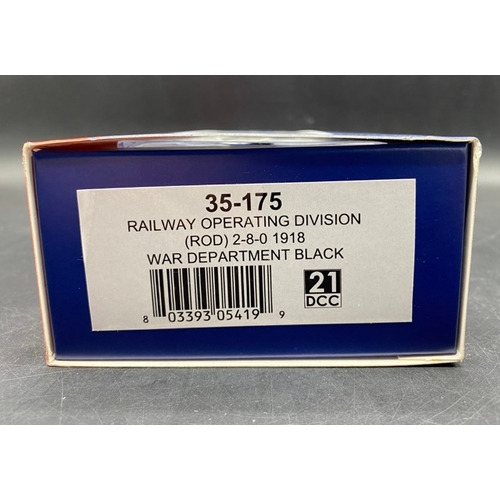 35-175
RAILWAY OPERATING DIVISION
(ROD) 2-8-0 1918
WAR DEPARTMENT BLACK
21
DCC
8 03393 05419 9